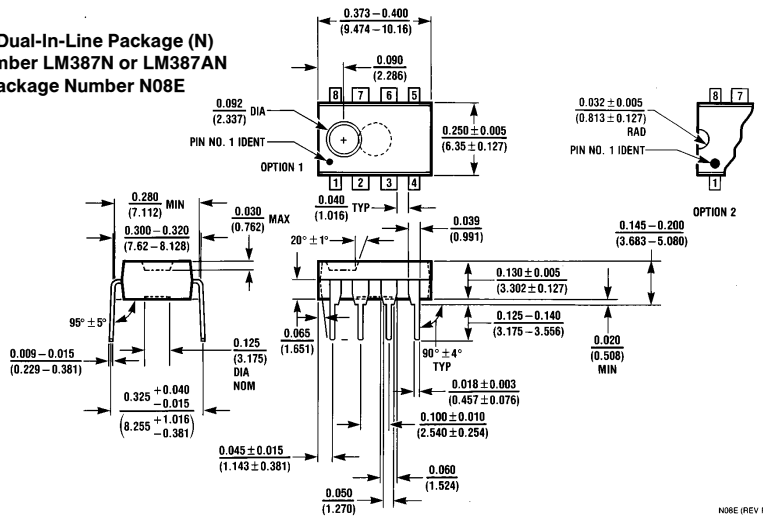 Dual-In-Line Package (N)
mber LM387N or LM387AN
ackage Number N08E
0.373 – 0.400
(9.474 – 10.16)
0.090
(2.286)
8 7 6 5
0.092 DIA
(2.337)
PIN NO. 1 IDENT
OPTION 1
0.250 ± 0.005
(6.35 ± 0.127)
1 2 3 4
0.032 ± 0.005
(0.813 ± 0.127)
RAD
PIN NO. 1 IDENT
8 7
1
OPTION 2
0.280 MIN
(7.112)
0.300 – 0.320
(7.62 – 8.128)
0.030 MAX
(0.762)
0.040 TYP
(1.016)
0.039
(0.991)
20° ± 1°
0.145 – 0.200
(3.683 – 5.080)
0.130 ± 0.005
(3.302 ± 0.127)
0.125 – 0.140
(3.175 – 3.556)
0.020
(0.508)
MIN
95° ± 5°
0.065
(1.651)
90° ± 4°
TYP
0.009 – 0.015
(0.229 – 0.381)
0.125
(3.175)
DIA
NOM
0.018 ± 0.003
(0.457 ± 0.076)
0.325 + 0.040 − 0.015
(8.255 + 1.016 − 0.381)
0.100 ± 0.010
(2.540 ± 0.254)
0.045 ± 0.015
(1.143 ± 0.381)
0.060
(1.524)
0.050
(1.270)
N08E (REV